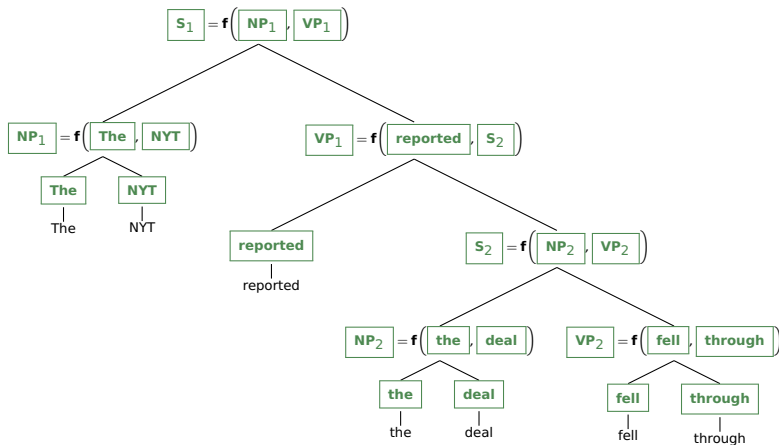 S₁ = f(NP₁, VP₁)
NP₁ = f(The, NYT) VP₁ = f(reported, S₂)
The NYT
The NYT
reported S₂ = f(NP₂, VP₂)
reported
NP₂ = f(the, deal) VP₂ = f(fell, through)
the deal fell through
the deal fell through